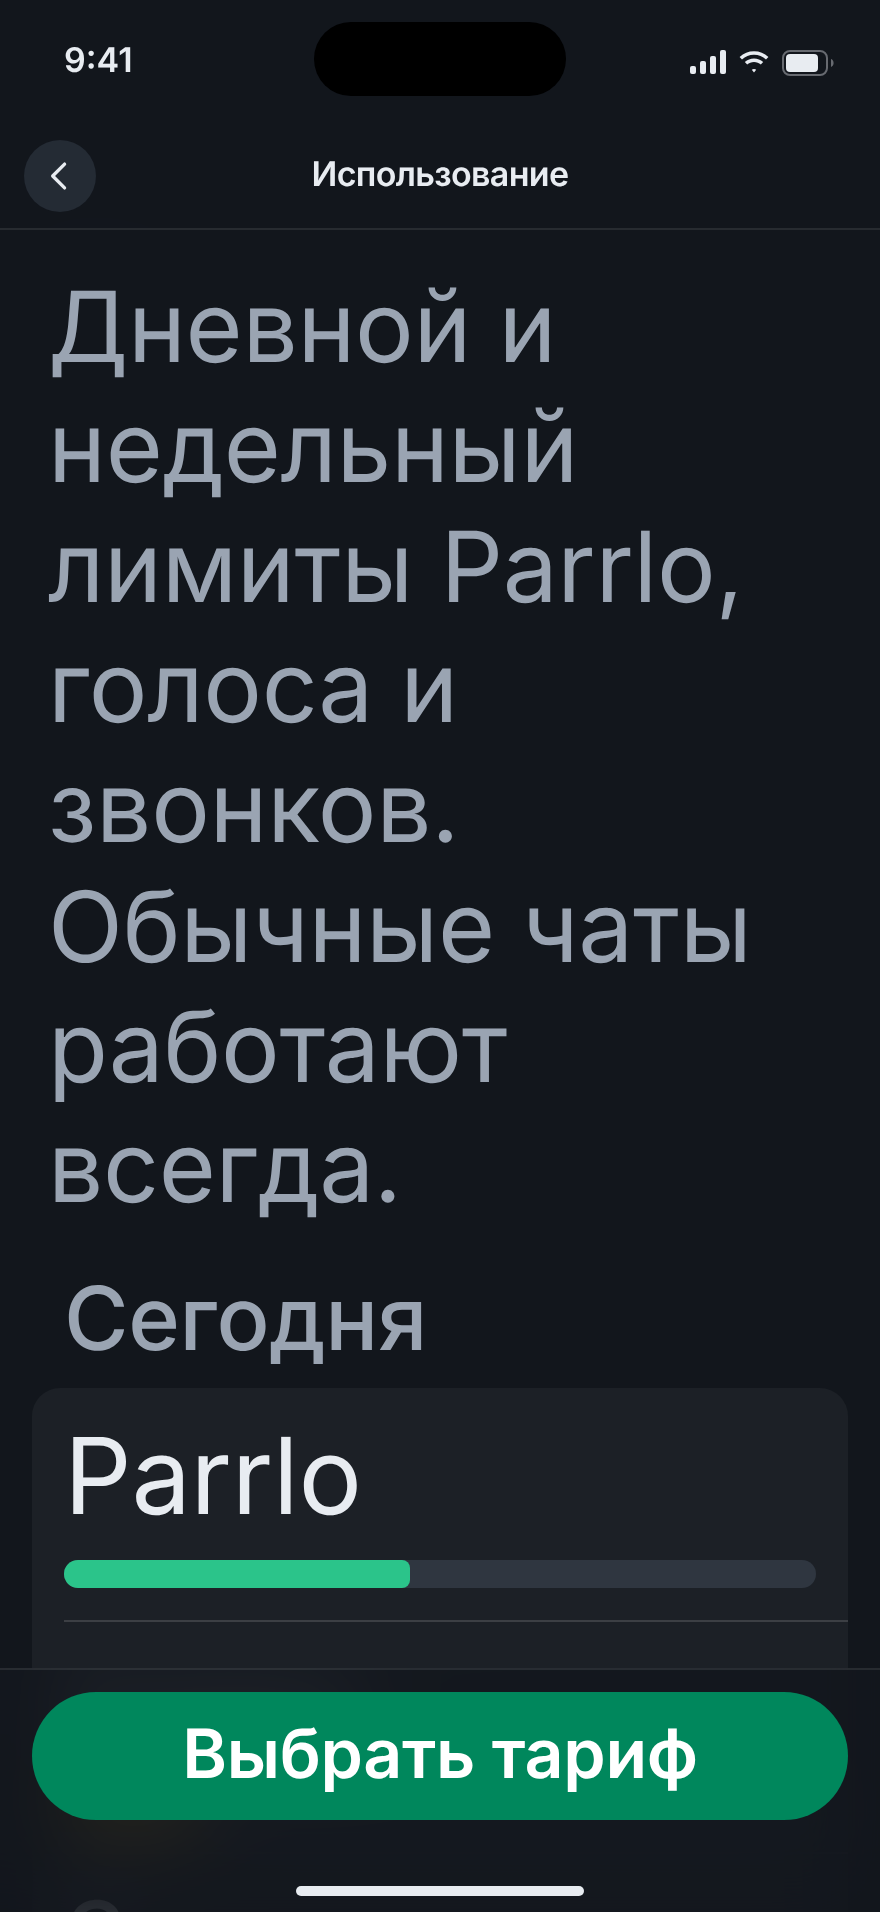 9:41
Использование
Дневной и
недельный
лимиты Parrlo,
голоса и
звонков.
Обычные чаты
работают
всегда.
Сегодня
Parrlo
Выбрать тариф